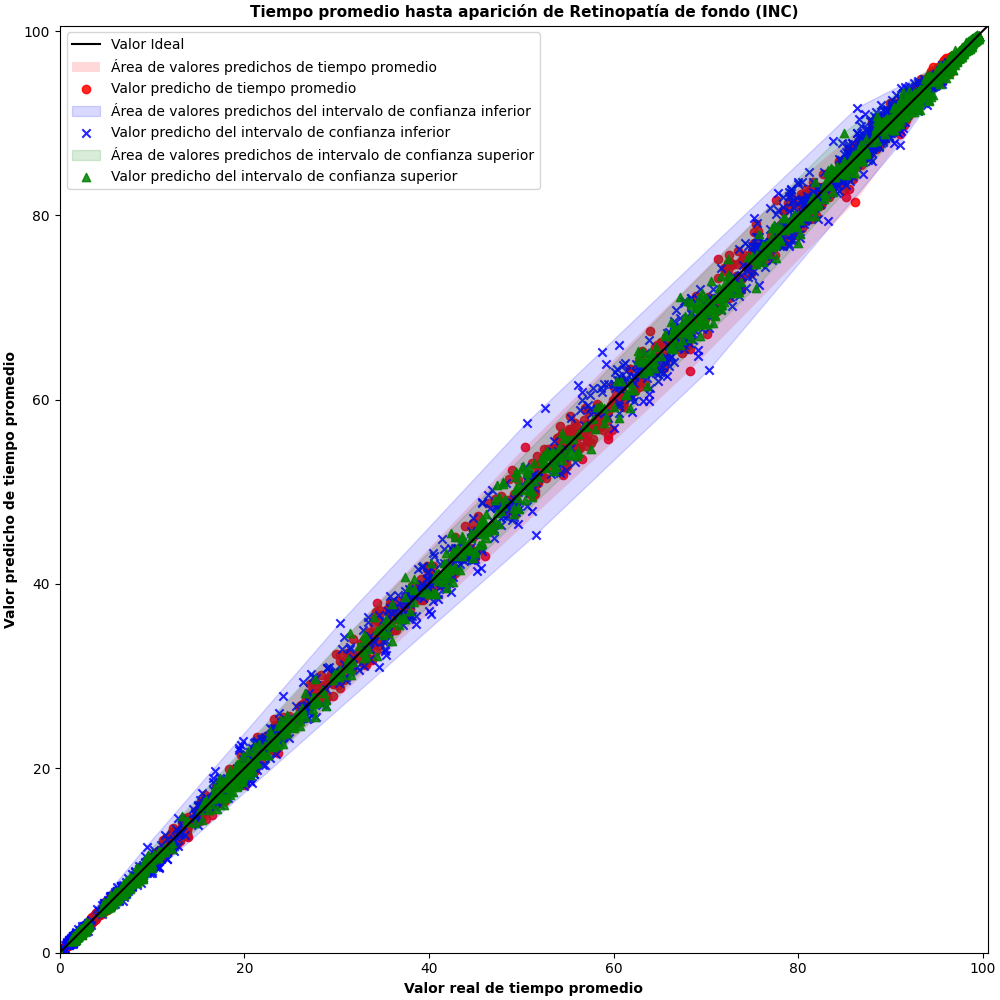 Tiempo promedio hasta aparición de Retinopatía de fondo (INC)
Valor Ideal
Área de valores predichos de tiempo promedio
Valor predicho de tiempo promedio
Área de valores predichos del intervalo de confianza inferior
Valor predicho del intervalo de confianza inferior
Área de valores predichos de intervalo de confianza superior
Valor predicho del intervalo de confianza superior
Valor predicho de tiempo promedio
100
80
60
40
20
0
0 20 40 60 80 100
Valor real de tiempo promedio